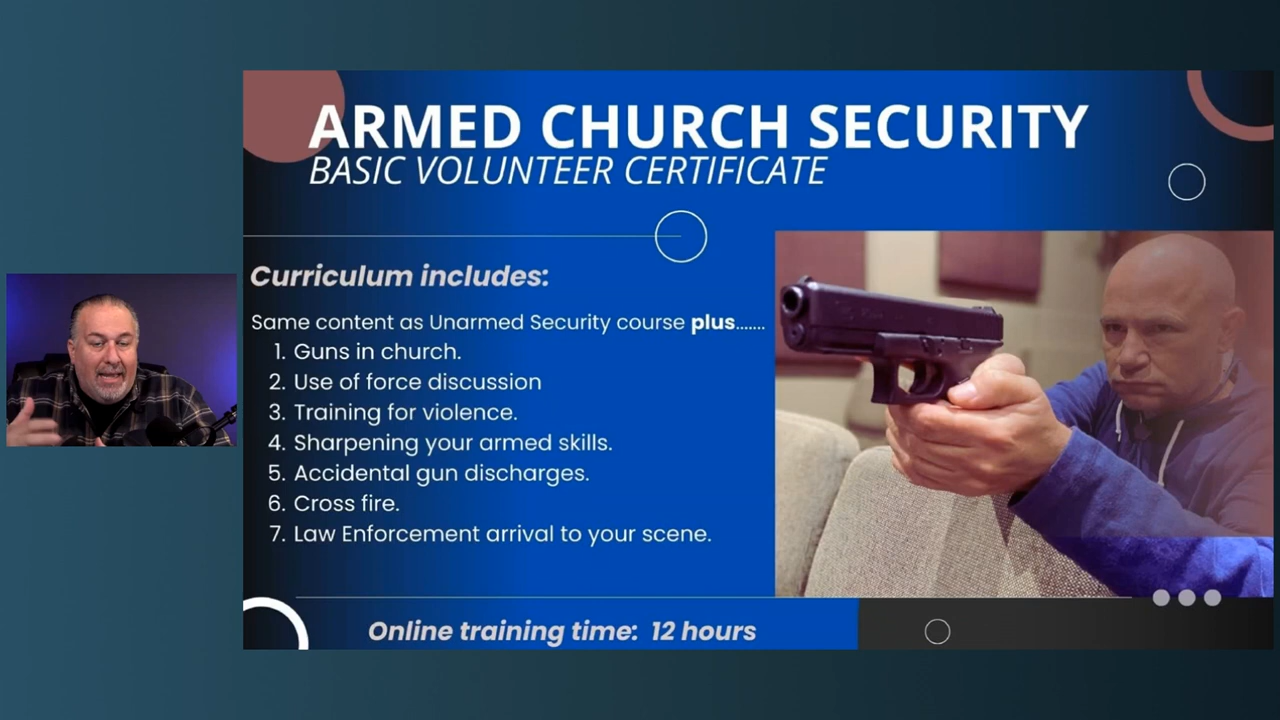 ARMED CHURCH SECURITY
BASIC VOLUNTEER CERTIFICATE
Curriculum includes:
Same content as Unarmed Security course plus.......
1. Guns in church.
2. Use of force discussion
3. Training for violence.
4. Sharpening your armed skills.
5. Accidental gun discharges.
6. Cross fire.
7. Law Enforcement arrival to your scene.
Online training time: 12 hours